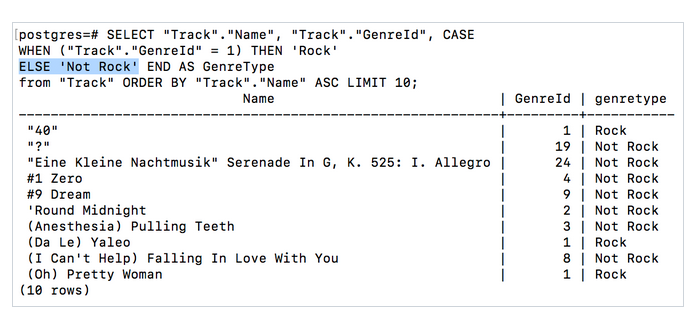 [postgres=# SELECT "Track"."Name", "Track"."GenreId", CASE
WHEN ("Track"."GenreId" = 1) THEN 'Rock'
ELSE 'Not Rock' END AS GenreType
from "Track" ORDER BY "Track"."Name" ASC LIMIT 10;
Name | GenreId | genretype
"40" | 1 | Rock
"?" | 19 | Not Rock
"Eine Kleine Nachtmusik" Serenade In G, K. 525: I. Allegro | 24 | Not Rock
#1 Zero | 4 | Not Rock
#9 Dream | 9 | Not Rock
'Round Midnight | 2 | Not Rock
(Anesthesia) Pulling Teeth | 3 | Not Rock
(Da Le) Yaleo | 1 | Rock
(I Can't Help) Falling In Love With You | 8 | Not Rock
(Oh) Pretty Woman | 1 | Rock
(10 rows)